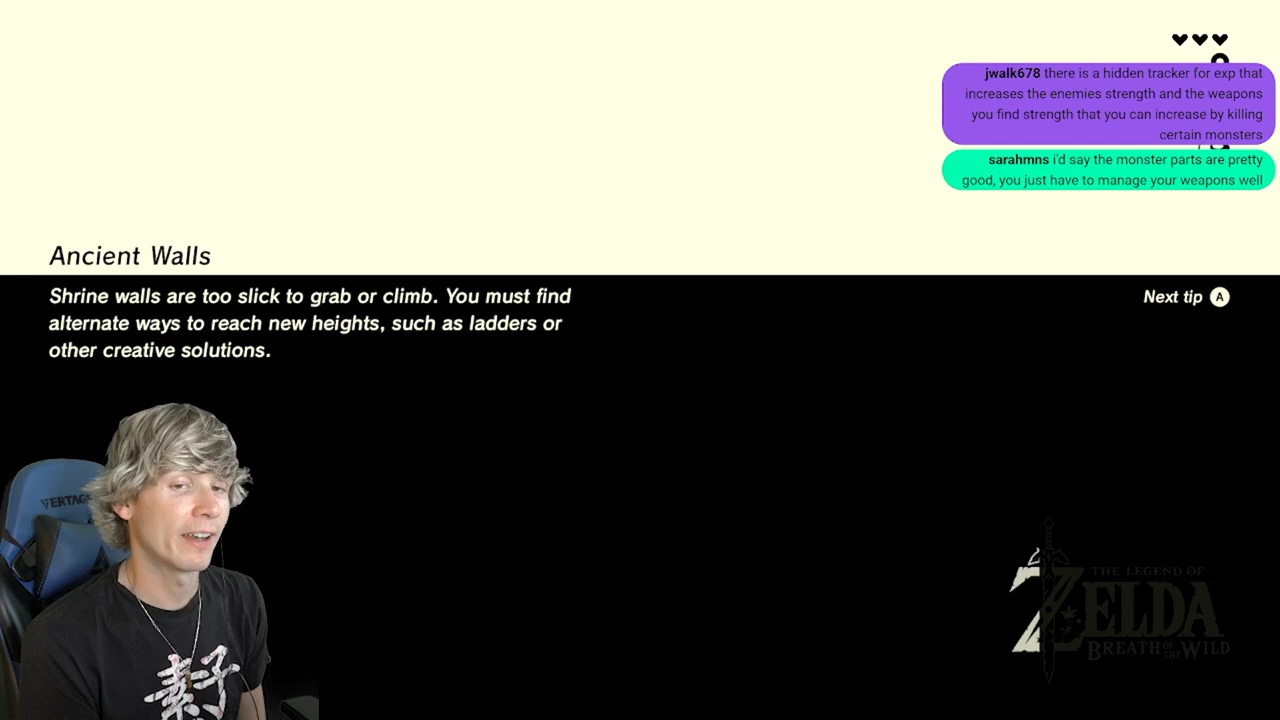 jwalk678 there is a hidden tracker for exp that
increases the enemies strength and the weapons
you find strength that you can increase by killing
certain monsters
sarahmns i'd say the monster parts are pretty
good, you just have to manage your weapons well
Ancient Walls
Shrine walls are too slick to grab or climb. You must find
alternate ways to reach new heights, such as ladders or
other creative solutions.
Next tip A
THE LEGEND OF
ZELDA
BREATH OF THE WILD
素子